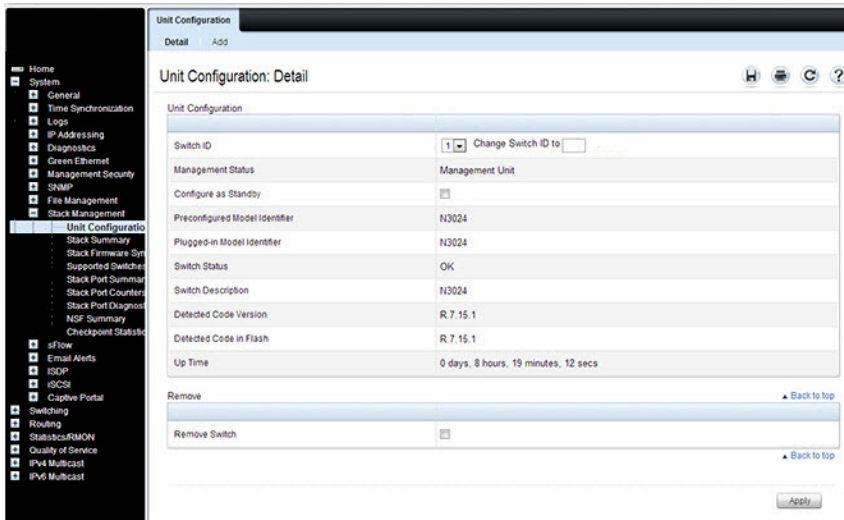 Unit Configuration
Detail Add
Home
System
General
Time Synchronization
Logs
IP Addressing
Diagnostics
Green Ethernet
Management Security
SNMP
File Management
Stack Management
Unit Configuratio
Stack Summary
Stack Firmware Syn
Supported Switches
Stack Port Summar
Stack Port Counters
Stack Port Diagnost
NSF Summary
Checkpoint Statistic
sFlow
Email Alerts
ISDP
iSCSI
Captive Portal
Switching
Routing
Statistics/RMON
Quality of Service
IPv4 Multicast
IPv6 Multicast
Unit Configuration: Detail
?
Unit Configuration
Switch ID 1 Change Switch ID to
Management Status Management Unit
Configure as Standby
Preconfigured Model Identifier N3024
Plugged-in Model Identifier N3024
Switch Status OK
Switch Description N3024
Detected Code Version R.7.15.1
Detected Code in Flash R.7.15.1
Up Time 0 days, 8 hours, 19 minutes, 12 secs
Remove Back to top
Remove Switch
Back to top
Apply